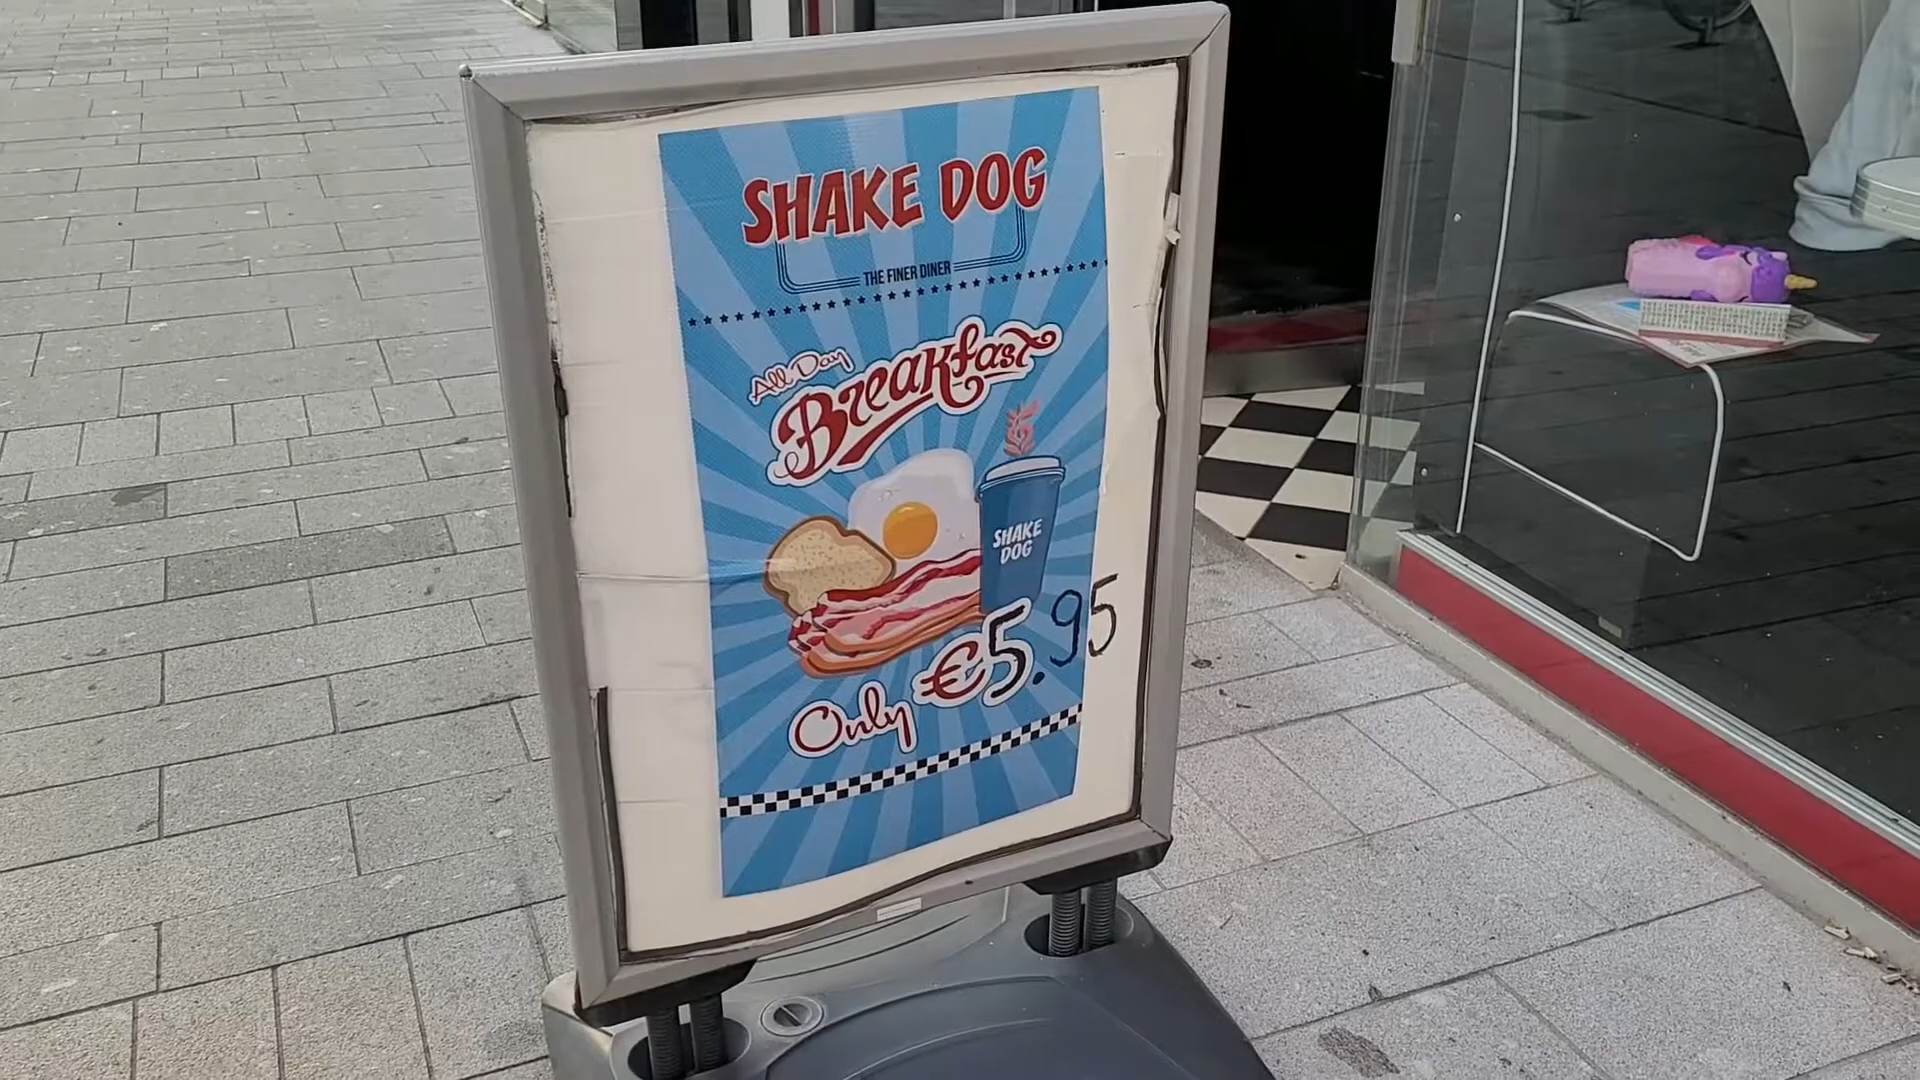 SHAKE DOG
THE FINER DINER
All Day
Breakfast
SHAKE
DOG
Only €5.95